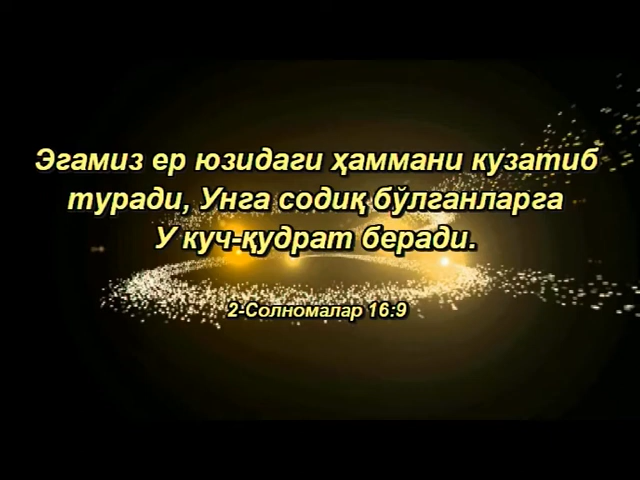 Эгамиз ер юзидаги ҳаммани кузатиб
туради, Унга содиқ бўлганларга
У куч-қудрат беради.
2-Солномалар 16:9